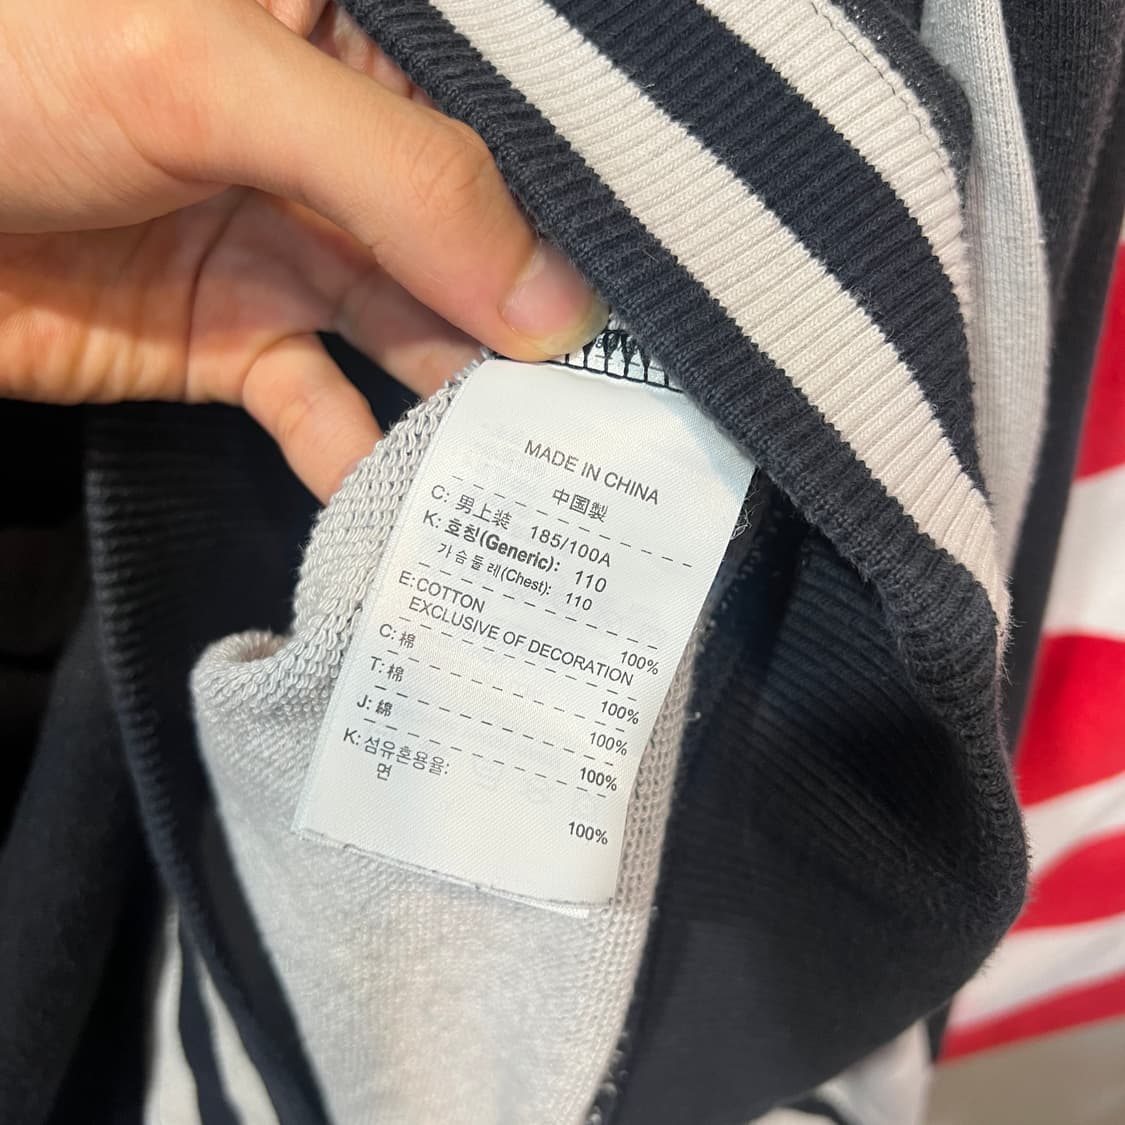 MADE IN CHINA
中国製
C: 男上装 185/100A
K: 호칭(Generic): 110
가슴둘레(Chest): 110
E:COTTON 100%
EXCLUSIVE OF DECORATION
C: 棉 100%
T: 棉 100%
J: 綿 100%
K: 섬유혼용율:
면 100%